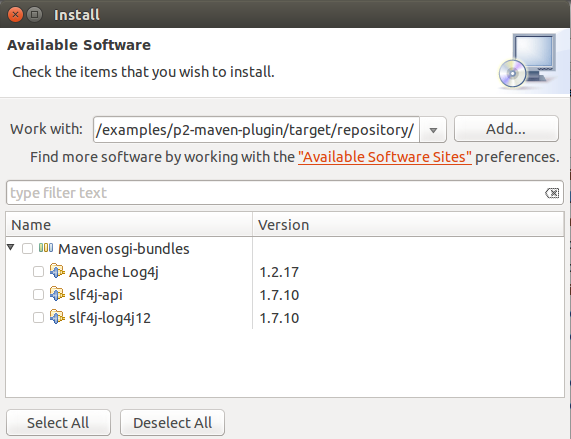 Install
Available Software
Check the items that you wish to install.
Work with: /examples/p2-maven-plugin/target/repository/ Add...
Find more software by working with the "Available Software Sites" preferences.
type filter text
Name Version
Maven osgi-bundles
Apache Log4j 1.2.17
slf4j-api 1.7.10
slf4j-log4j12 1.7.10
Select All Deselect All